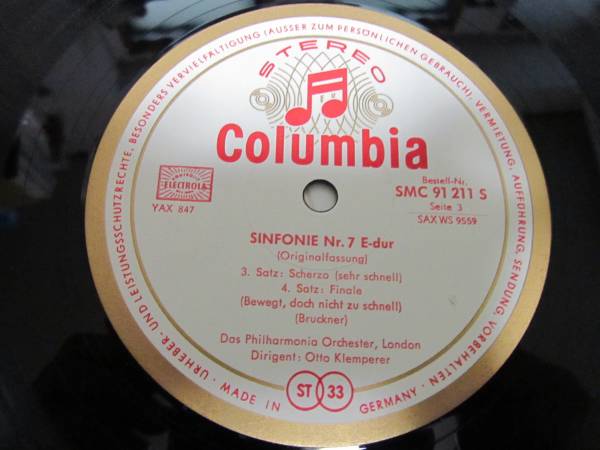 URHEBER- UND LEISTUNGSSCHUTZRECHTE, BESONDERS VERVIELFÄLTIGUNG (AUSSER ZUM PERSÖNLICHEN GEBRAUCH), VERMIETUNG, AUFFÜHRUNG, SENDUNG, VORBEHALTEN ·
STEREO
Columbia
ELECTROLA
YAX 847
Bestell-Nr.
SMC 91 211 S
Seite 3
SAX WS 9559
SINFONIE Nr. 7 E-dur
(Originalfassung)
3. Satz: Scherzo (sehr schnell)
4. Satz: Finale
(Bewegt, doch nicht zu schnell)
(Bruckner)
Das Philharmonia Orchester, London
Dirigent: Otto Klemperer
MADE IN
ST 33
GERMANY